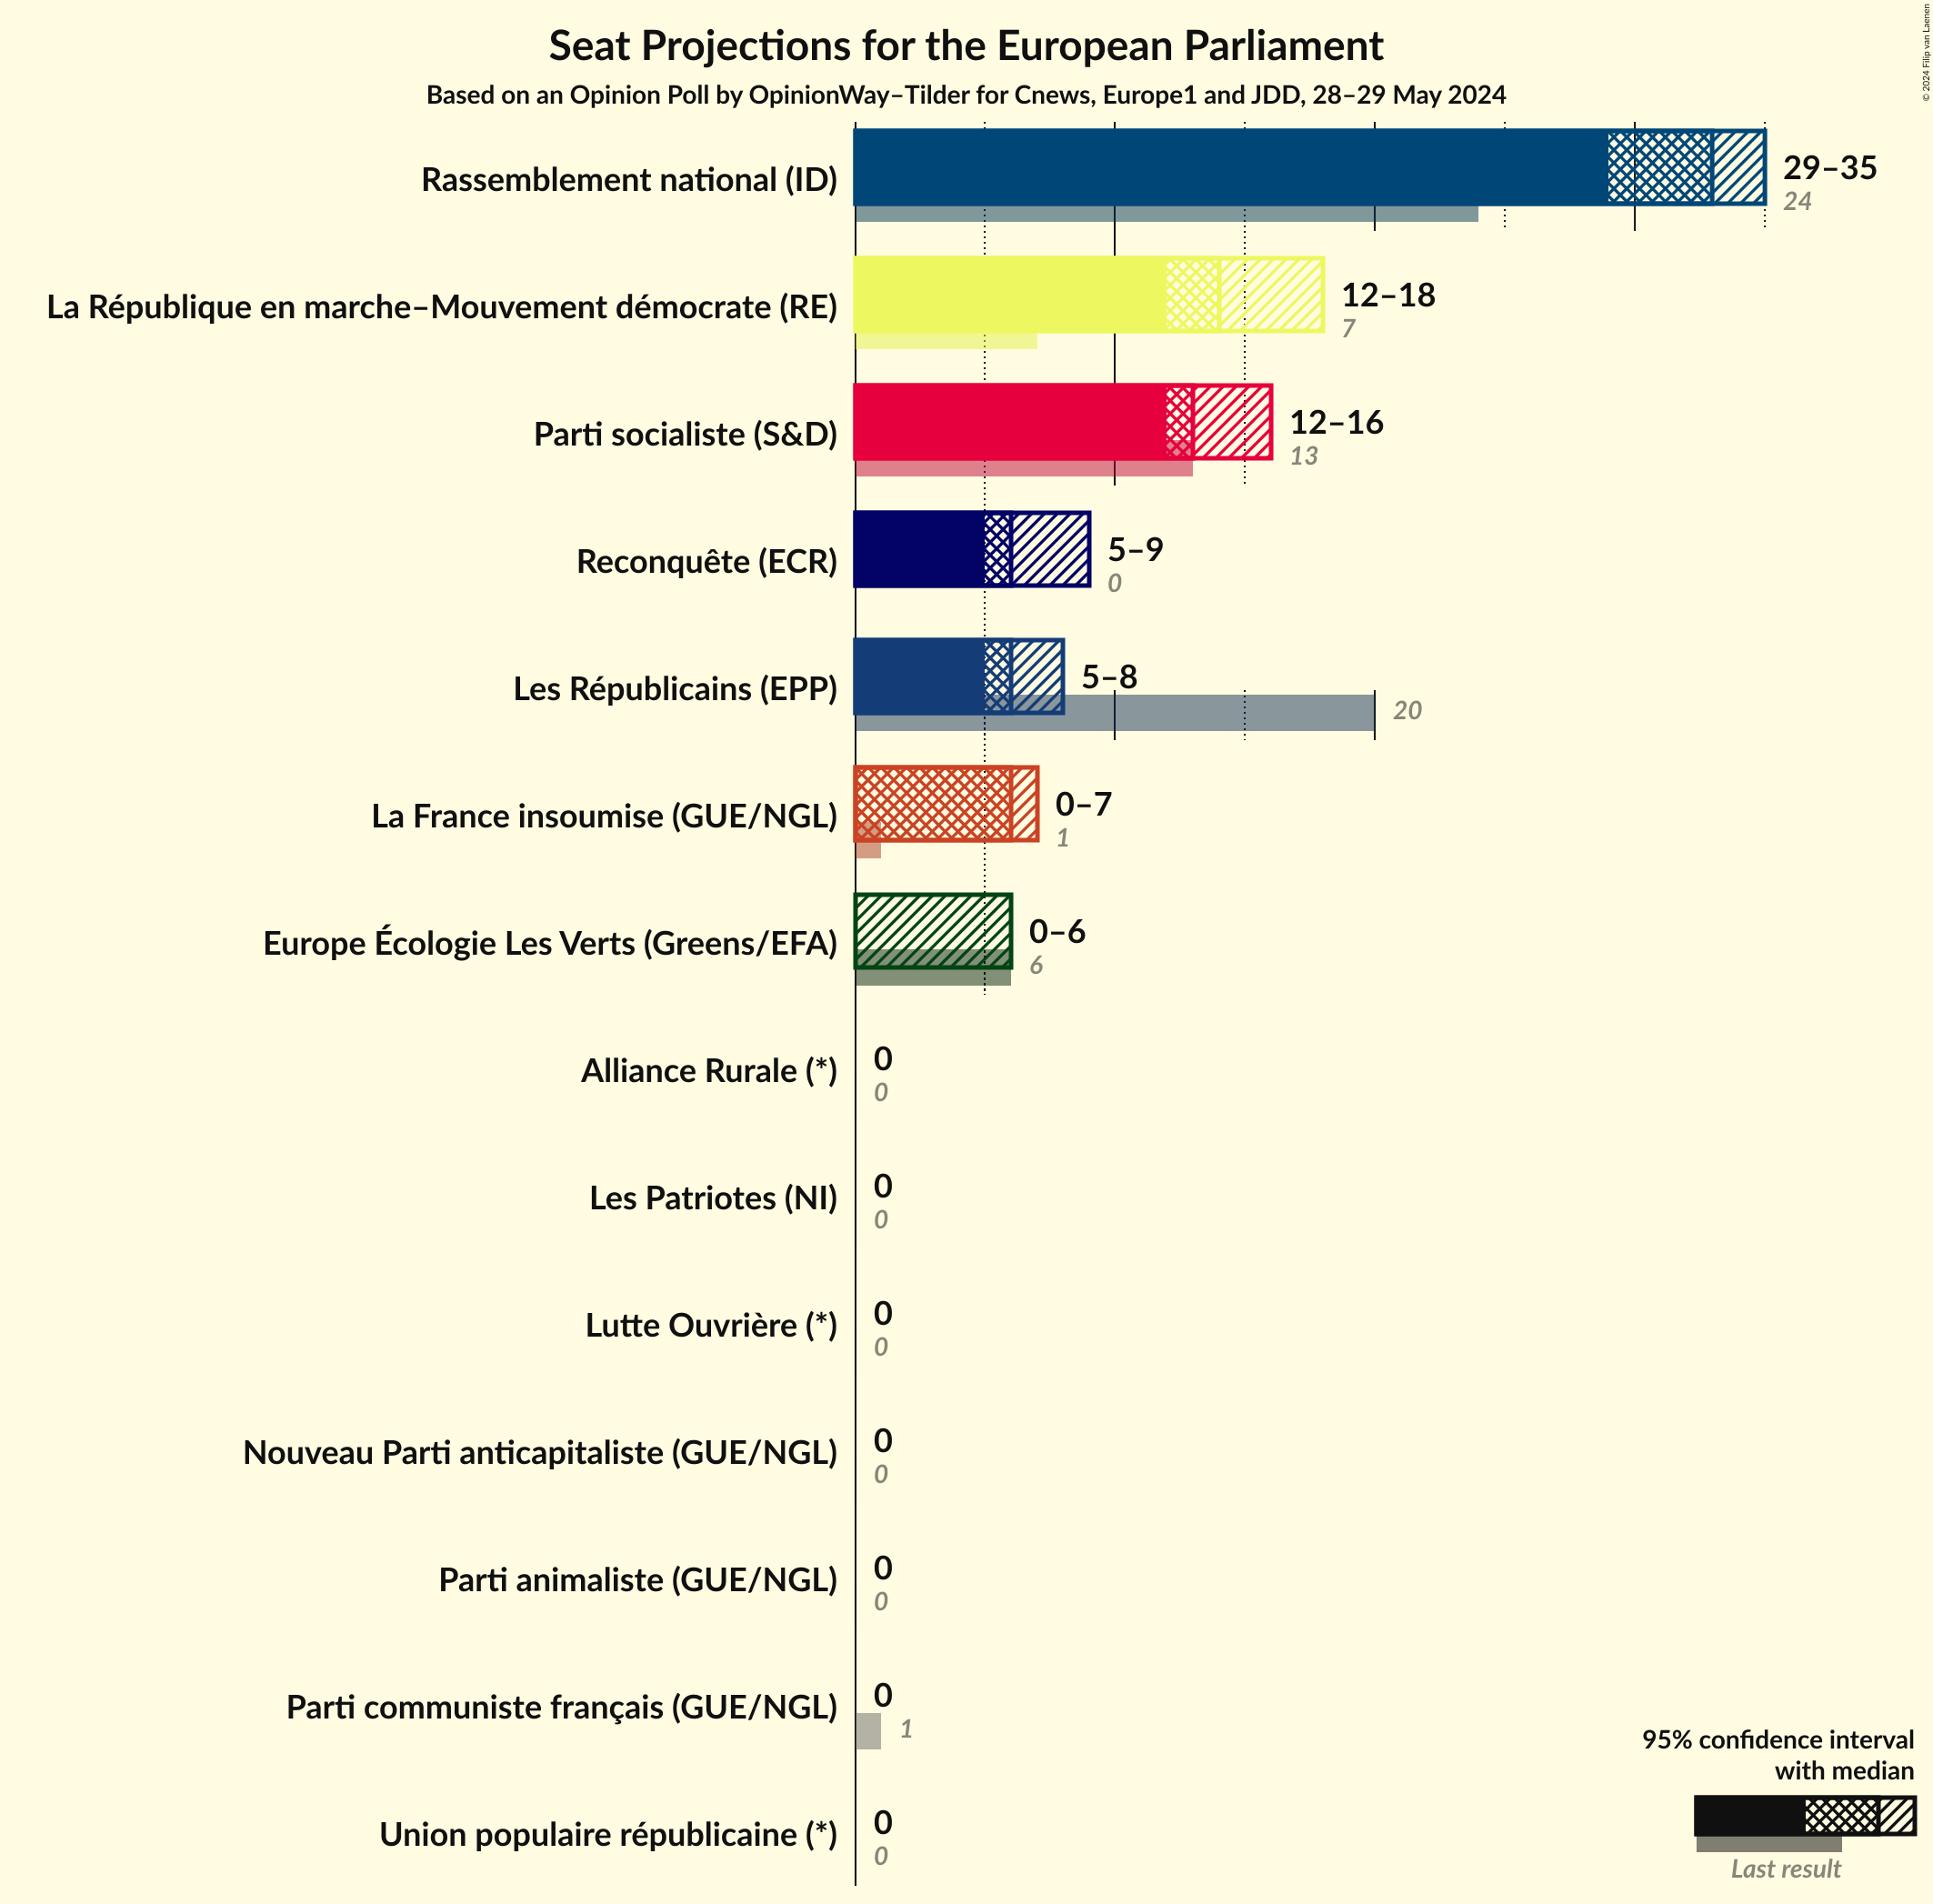 Seat Projections for the European Parliament
Based on an Opinion Poll by OpinionWay–Tilder for Cnews, Europe1 and JDD, 28–29 May 2024
© 2024 Filip van Laenen
Rassemblement national (ID)
29–35
24
La République en marche–Mouvement démocrate (RE)
12–18
7
Parti socialiste (S&D)
12–16
13
Reconquête (ECR)
5–9
0
Les Républicains (EPP)
5–8
20
La France insoumise (GUE/NGL)
0–7
1
Europe Écologie Les Verts (Greens/EFA)
0–6
6
Alliance Rurale (*)
0
0
Les Patriotes (NI)
0
0
Lutte Ouvrière (*)
0
0
Nouveau Parti anticapitaliste (GUE/NGL)
0
0
Parti animaliste (GUE/NGL)
0
0
Parti communiste français (GUE/NGL)
0
1
Union populaire républicaine (*)
0
0
95% confidence interval
with median
Last result